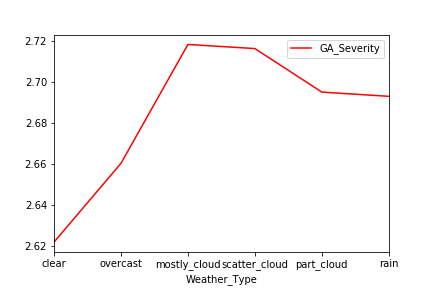 2.72
2.70
2.68
2.66
2.64
2.62
GA_Severity
clear overcast mostly_cloud scatter_cloud part_cloud rain
Weather_Type